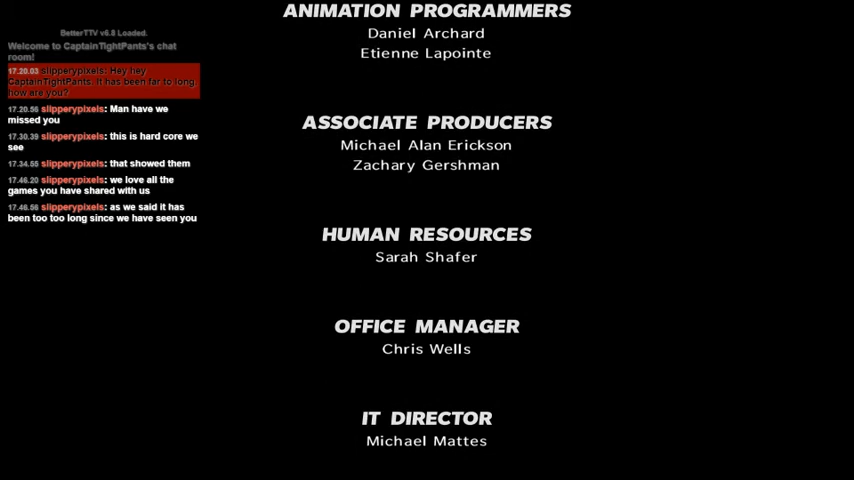 BetterTTV v6.8 Loaded.
Welcome to CaptainTightPants's chat
room!
17.20.03 slipperypixels: Hey hey
CaptainTightPants. It has been far to long,
how are you?
17.20.56 slipperypixels: Man have we
missed you
17.30.39 slipperypixels: this is hard core we
see
17.34.55 slipperypixels: that showed them
17.46.20 slipperypixels: we love all the
games you have shared with us
17.46.56 slipperypixels: as we said it has
been too too long since we have seen you
ANIMATION PROGRAMMERS
Daniel Archard
Etienne Lapointe
ASSOCIATE PRODUCERS
Michael Alan Erickson
Zachary Gershman
HUMAN RESOURCES
Sarah Shafer
OFFICE MANAGER
Chris Wells
IT DIRECTOR
Michael Mattes